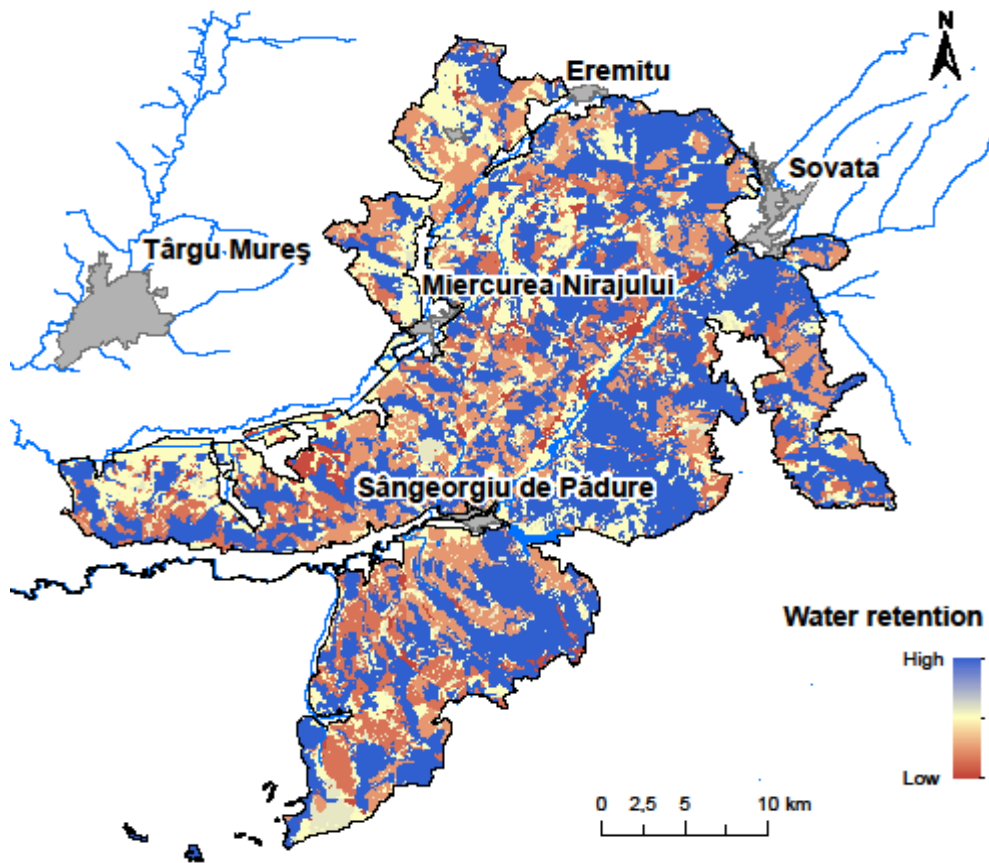 N
Eremitu
Sovata
Târgu Mureş
Miercurea Nirajului
Sângeorgiu de Pădure
Water retention
High
Low
0 2,5 5 10 km